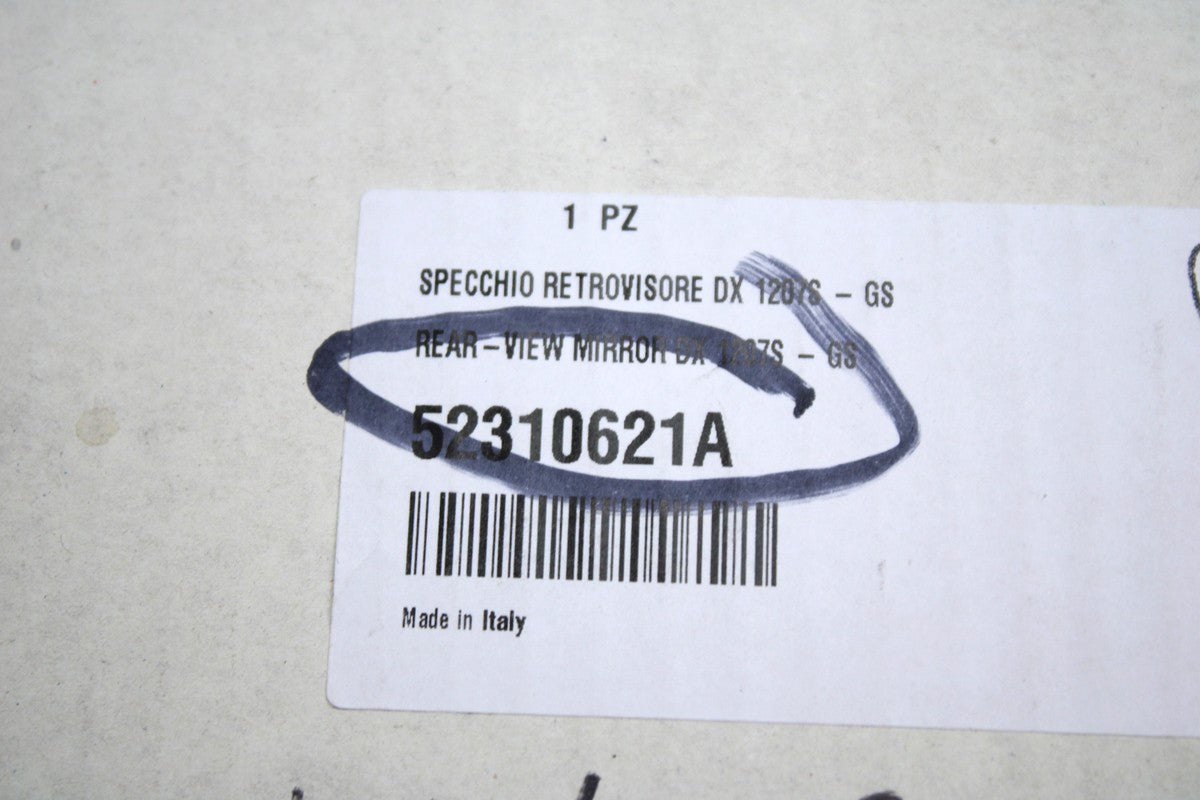 1 PZ
SPECCHIO RETROVISORE DX 1207S - GS
REAR-VIEW MIRROR DX 1207S - GS
52310621A
Made in Italy